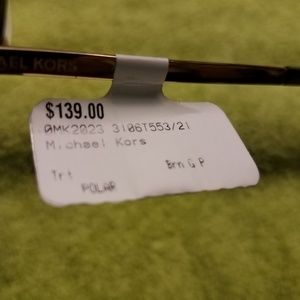 AEL KORS
$139.00
0MK2023 3106T553/21
Michael Kors
Trt Brn G P
POLAR